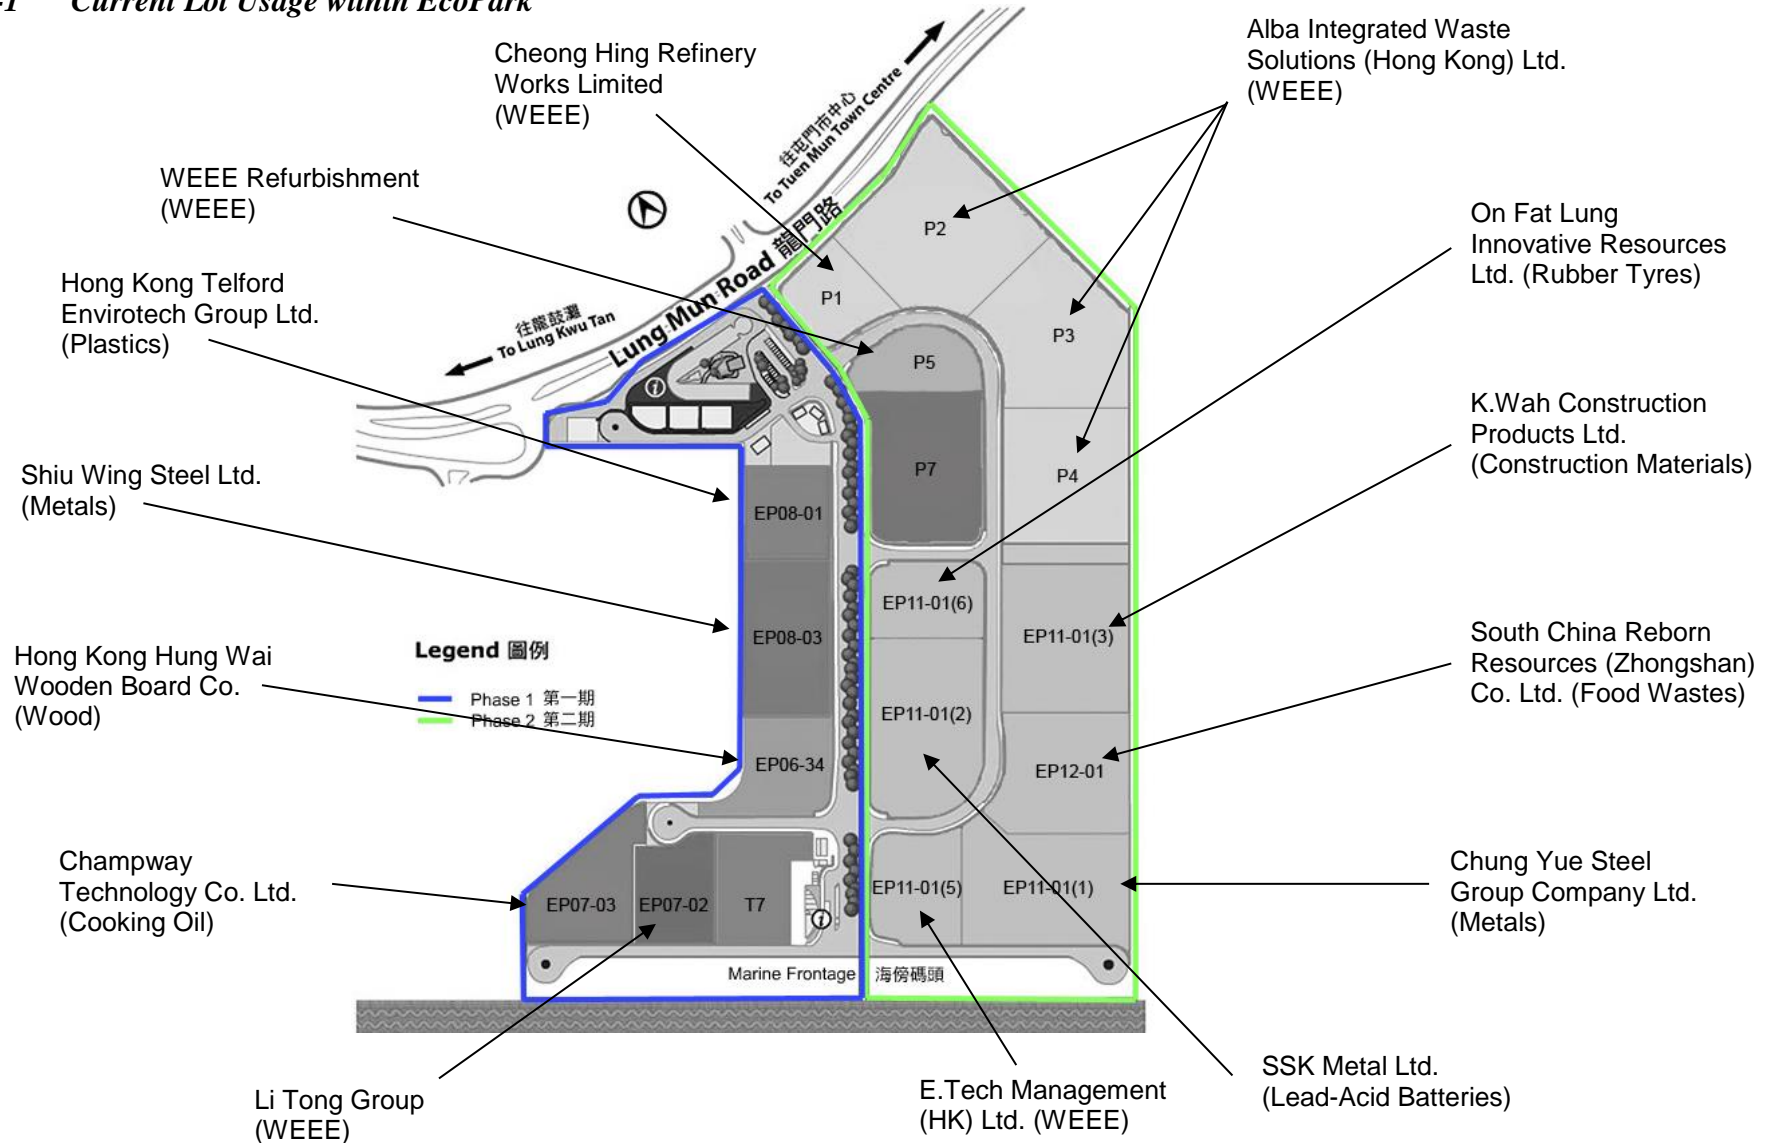 -1 Current Lot Usage within EcoPark
Cheong Hing Refinery
Works Limited
(WEEE)
Alba Integrated Waste
Solutions (Hong Kong) Ltd.
(WEEE)
往屯門市中心
To Tuen Mun Town Centre
WEEE Refurbishment
(WEEE)
On Fat Lung
Innovative Resources
Ltd. (Rubber Tyres)
Lung Mun Road 龍門路
往龍鼓灘
To Lung Kwu Tan
Hong Kong Telford
Envirotech Group Ltd.
(Plastics)
P2
P1
P3
P5
P4
P7
K.Wah Construction
Products Ltd.
(Construction Materials)
Shiu Wing Steel Ltd.
(Metals)
EP08-01
EP08-03
EP11-01(6)
EP11-01(3)
South China Reborn
Resources (Zhongshan)
Co. Ltd. (Food Wastes)
Legend 圖例
Phase 1 第一期
Phase 2 第二期
Hong Kong Hung Wai
Wooden Board Co.
(Wood)
EP11-01(2)
EP06-34
EP12-01
Champway
Technology Co. Ltd.
(Cooking Oil)
EP07-03
EP07-02
T7
EP11-01(5)
EP11-01(1)
Chung Yue Steel
Group Company Ltd.
(Metals)
Marine Frontage 海傍碼頭
Li Tong Group
(WEEE)
E.Tech Management
(HK) Ltd. (WEEE)
SSK Metal Ltd.
(Lead-Acid Batteries)